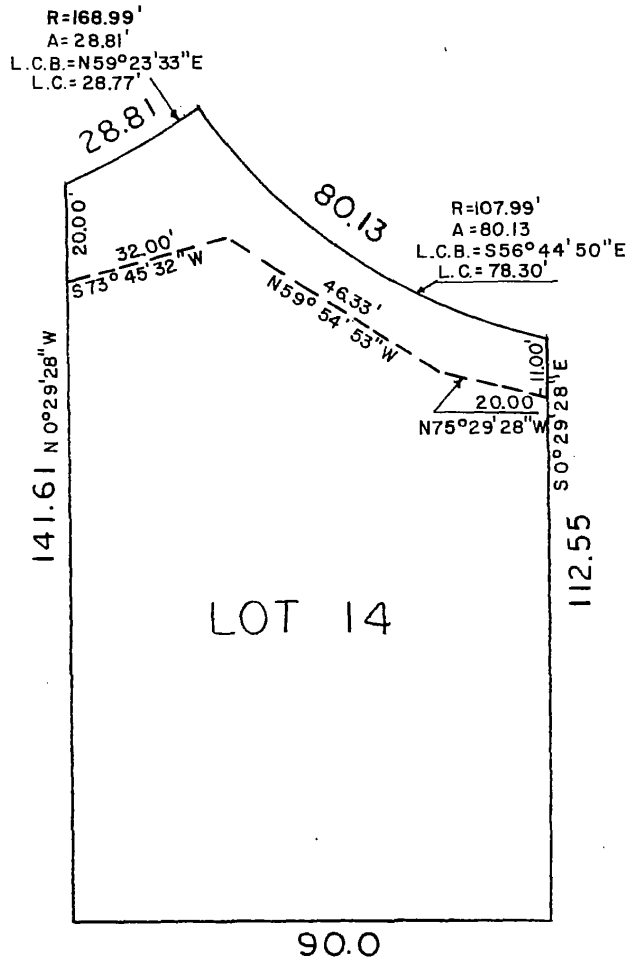 R=168.99'
A=28.81'
L.C.B.=N59°23'33"E
L.C.=28.77'
28.81
80.13
R=107.99'
A=80.13
L.C.B.=S56°44'50"E
L.C.=78.30'
20.00'
32.00'
S73°45'32"W
46.33'
N59°54'53"W
11.00'
20.00
N75°29'28"W
N0°29'28"W
141.61
S0°29'28"E
112.55
LOT 14
90.0